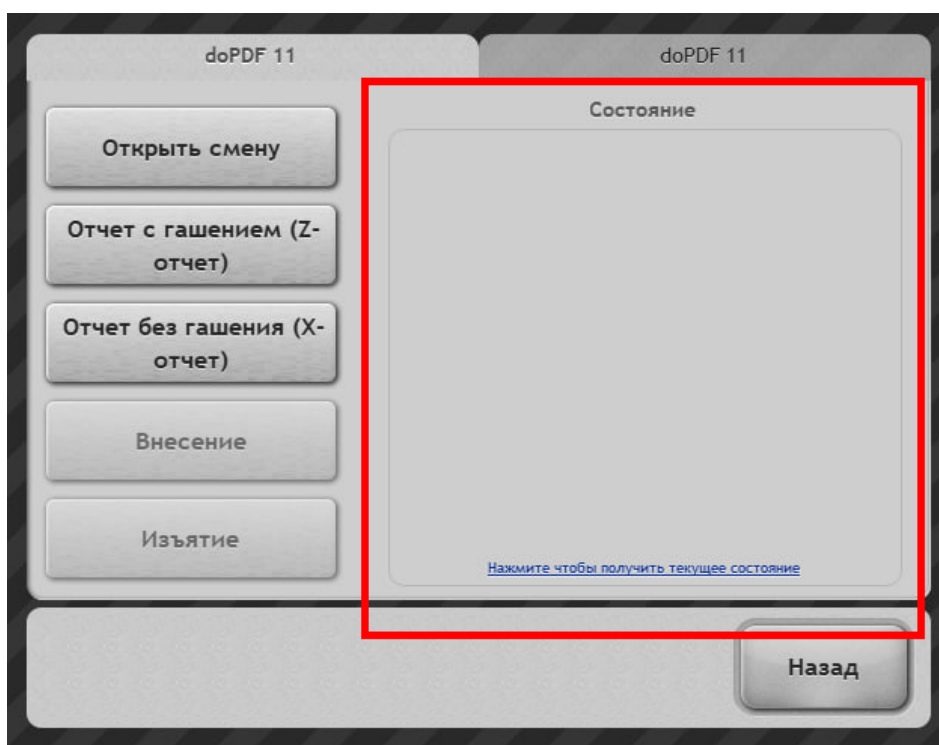 doPDF 11
doPDF 11
Открыть смену
Отчет с гашением (Z-
отчет)
Отчет без гашения (X-
отчет)
Внесение
Изъятие
Состояние
Нажмите чтобы получить текущее состояние
Назад